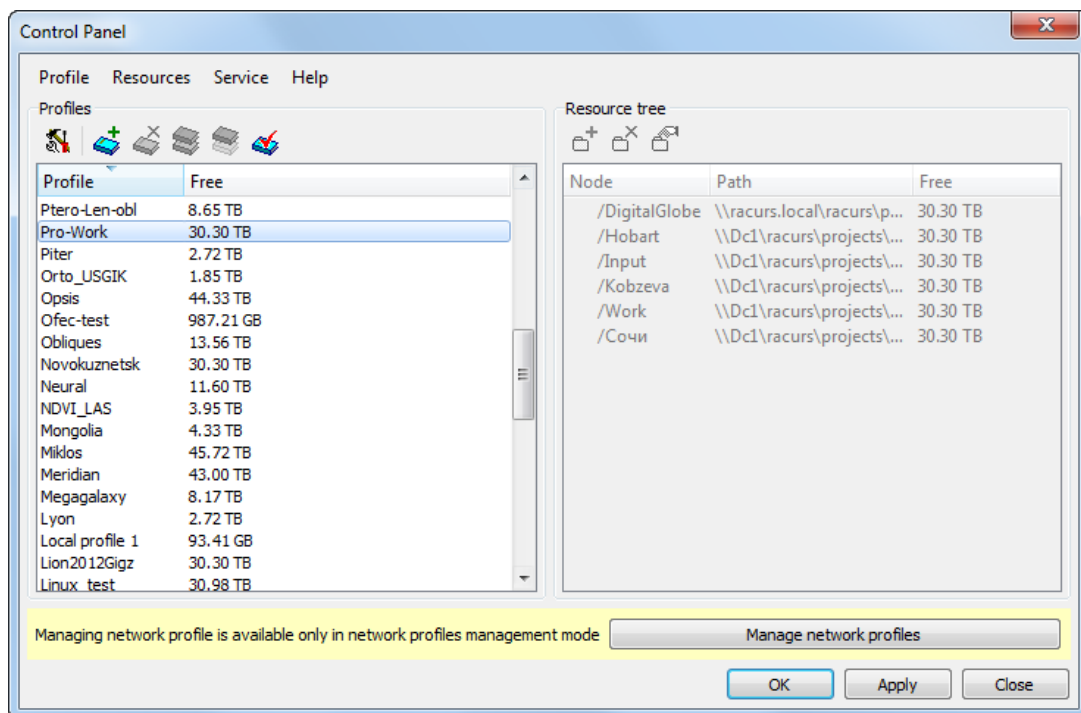 Control Panel
Profile Resources Service Help
Profiles
Profile Free
Ptero-Len-obl 8.65 TB
Pro-Work 30.30 TB
Piter 2.72 TB
Orto_USGIK 1.85 TB
Opsis 44.33 TB
Ofec-test 987.21 GB
Obliques 13.56 TB
Novokuznetsk 30.30 TB
Neural 11.60 TB
NDVI_LAS 3.95 TB
Mongolia 4.33 TB
Miklos 45.72 TB
Meridian 43.00 TB
Megagalaxy 8.17 TB
Lyon 2.72 TB
Local profile 1 93.41 GB
Lion2012Gigz 30.30 TB
Linux_test 30.98 TB
Resource tree
Node Path Free
/DigitalGlobe \\racurs.local\racurs\p... 30.30 TB
/Hobart \\Dc1\racurs\projects\... 30.30 TB
/Input \\Dc1\racurs\projects\... 30.30 TB
/Kobzeva \\Dc1\racurs\projects\... 30.30 TB
/Work \\Dc1\racurs\projects\... 30.30 TB
/Сочи \\Dc1\racurs\projects\... 30.30 TB
Managing network profile is available only in network profiles management mode Manage network profiles
OK Apply Close